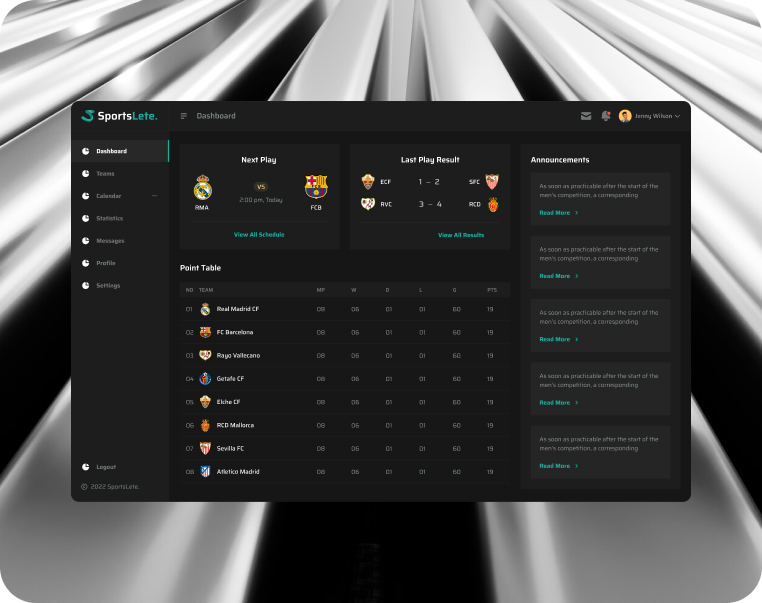 SportsLete.
Dashboard
Jonny Wilson
Dashboard
Teams
Calendar
Statistics
Messages
Profile
Settings
Logout
© 2022 SportsLete.
Next Play
VS
2:00 pm, Today
RMA
FCB
View All Schedule
Last Play Result
ECF 1 - 2 SFC
RVC 3 - 4 RCD
View All Results
Point Table
NO TEAM MP W D L G PTS
01 Real Madrid CF 08 06 01 01 60 19
02 FC Barcelona 08 06 01 01 60 19
03 Rayo Vallecano 08 06 01 01 60 19
04 Getafe CF 08 06 01 01 60 19
05 Elche CF 08 06 01 01 60 19
06 RCD Mallorca 08 06 01 01 60 19
07 Sevilla FC 08 06 01 01 60 19
08 Atletico Madrid 08 06 01 01 60 19
Announcements
As soon as practicable after the start of the
men's competition, a corresponding
Read More >
As soon as practicable after the start of the
men's competition, a corresponding
Read More >
As soon as practicable after the start of the
men's competition, a corresponding
Read More >
As soon as practicable after the start of the
men's competition, a corresponding
Read More >
As soon as practicable after the start of the
men's competition, a corresponding
Read More >